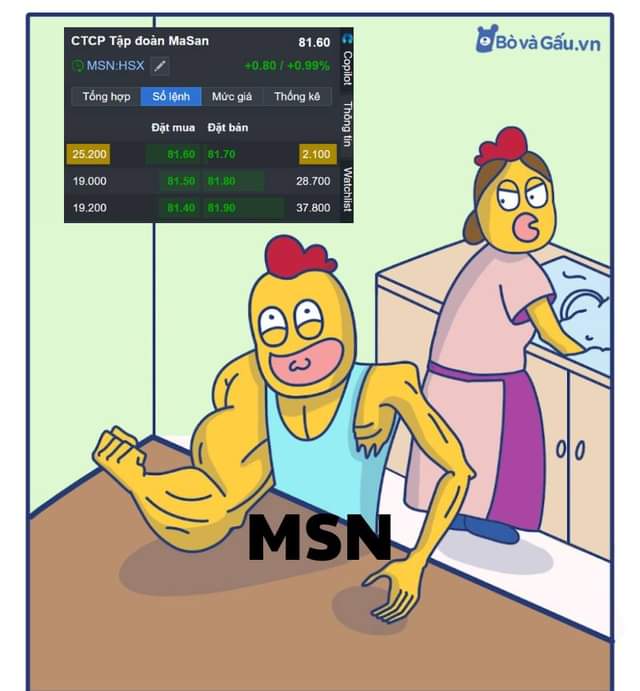 CTCP Tập đoàn MaSan 81.60
MSN:HSX +0.80 / +0.99%
Tổng hợp Sổ lệnh Mức giá Thống kê
Đặt mua Đặt bán
25.200 81.60 81.70 2.100
19.000 81.50 81.80 28.700
19.200 81.40 81.90 37.800
Copilot
Thông tin
Watchlist
BòvàGấu.vn
MSN